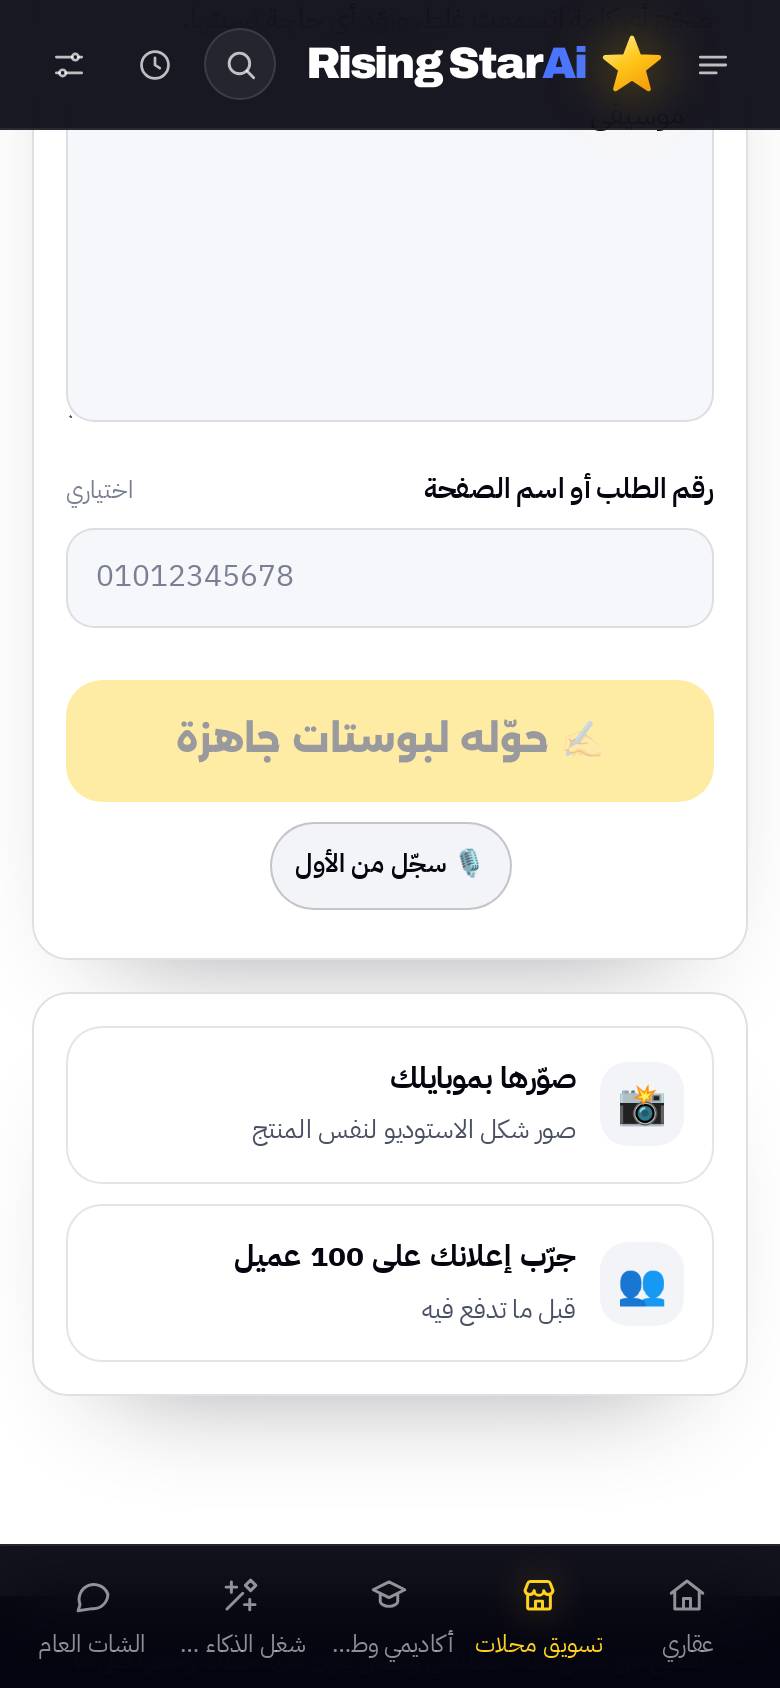 Rising StarAi
موسيقى
رقم الطلب أو اسم الصفحة
اختياري
01012345678
حوّله لبوستات جاهزة
سجّل من الأول
صوّرها بموبايلك
صور شكل الاستوديو لنفس المنتج
جرّب إعلانك على 100 عميل
قبل ما تدفع فيه
عقاري
تسويق محلات
أكاديمي وط...
شغل الذكاء ...
الشات العام